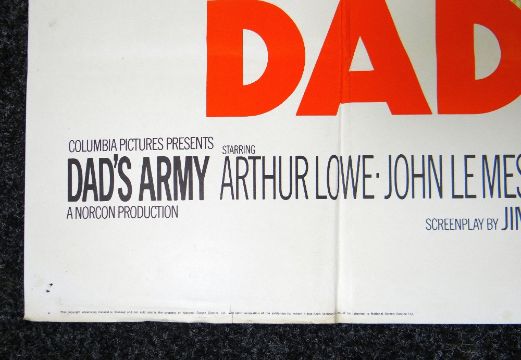 DAD
COLUMBIA PICTURES PRESENTS
STARRING
DAD'S ARMY ARTHUR LOWE · JOHN LE MES
A NORCON PRODUCTION
SCREENPLAY BY JIM